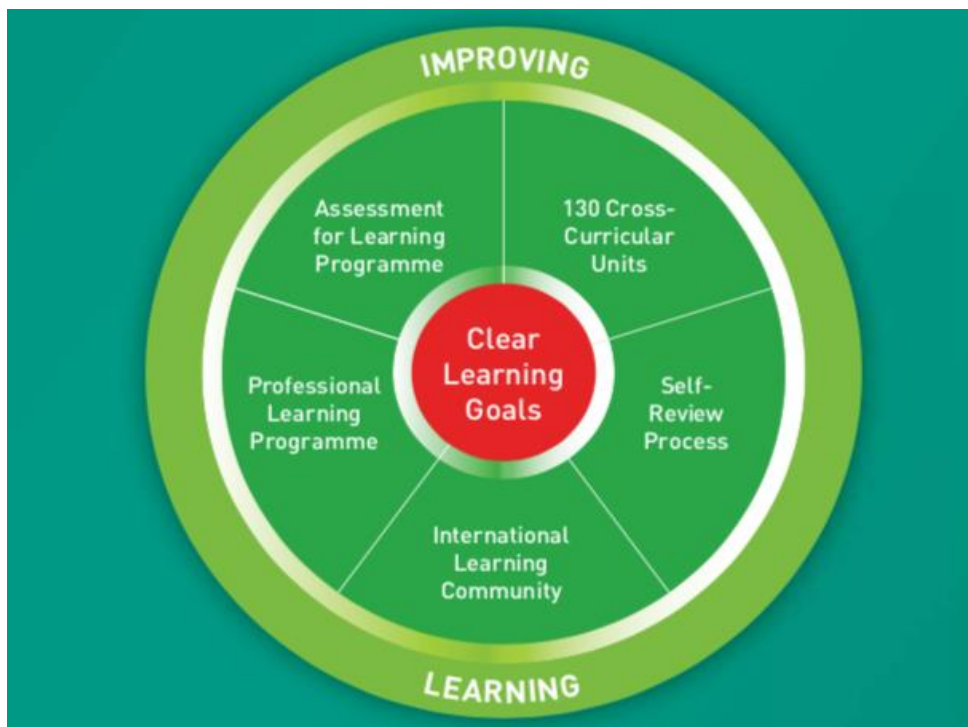 IMPROVING
Assessment
for Learning
Programme
130 Cross-
Curricular
Units
Clear
Learning
Goals
Professional
Learning
Programme
Self-
Review
Process
International
Learning
Community
LEARNING